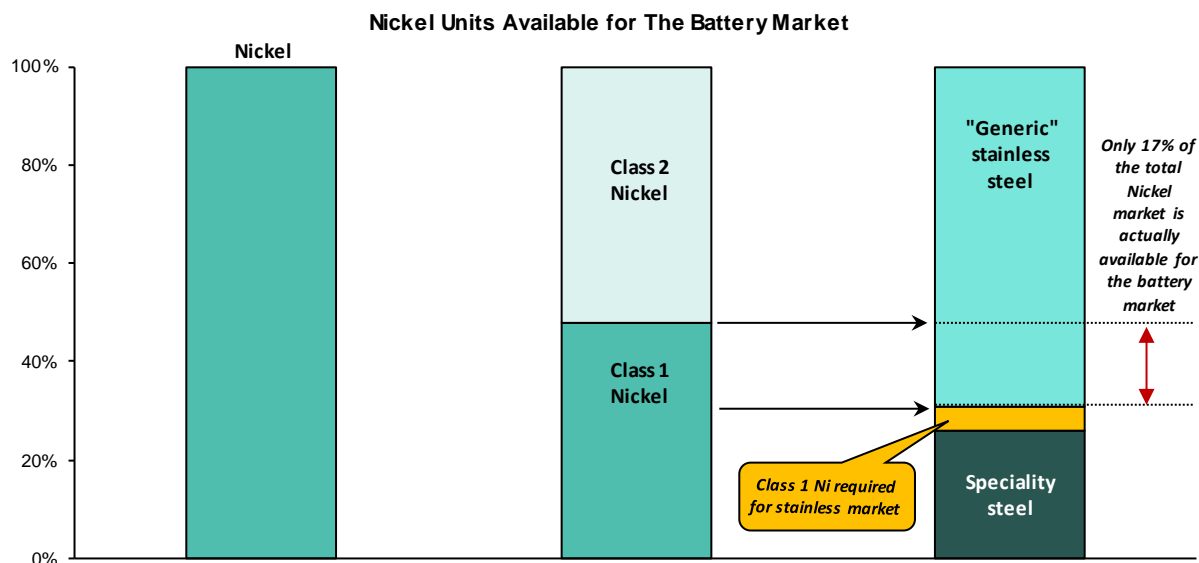 Nickel Units Available for The Battery Market
Nickel
100%
80%
60%
40%
20%
0%
Class 2
Nickel
Class 1
Nickel
"Generic"
stainless
steel
Speciality
steel
Class 1 Ni required
for stainless market
Only 17% of
the total
Nickel
market is
actually
available for
the battery
market